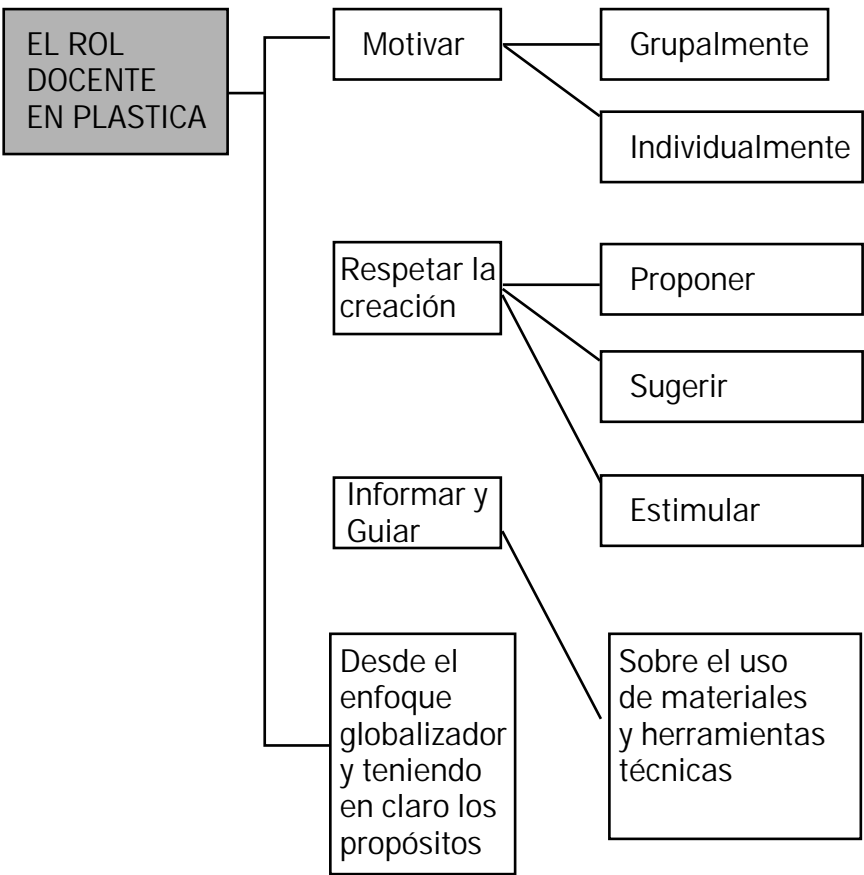 EL ROL
DOCENTE
EN PLASTICA
Motivar
Grupalmente
Individualmente
Respetar la
creación
Proponer
Sugerir
Estimular
Informar y
Guiar
Sobre el uso
de materiales
y herramientas
técnicas
Desde el
enfoque
globalizador
y teniendo
en claro los
propósitos